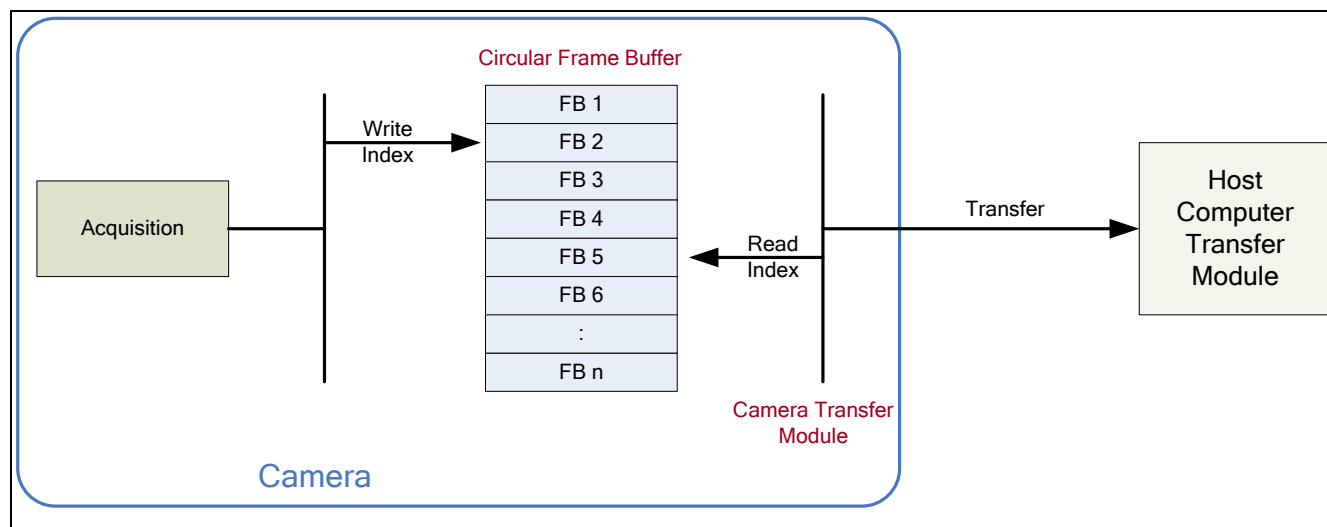 Circular Frame Buffer
FB 1
Write
Index
FB 2
FB 3
FB 4
FB 5
FB 6
:
FB n
Acquisition
Read
Index
Camera Transfer
Module
Transfer
Host
Computer
Transfer
Module
Camera